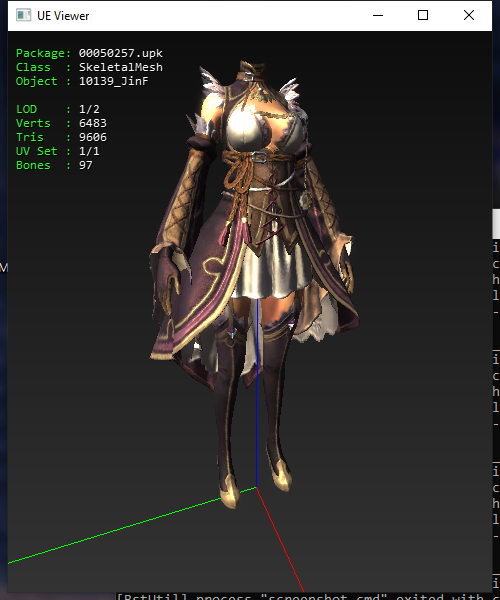 UE Viewer
Package: 00050257.upk
Class  : SkeletalMesh
Object : 10139_JinF
LOD    : 1/2
Verts  : 6483
Tris   : 9606
UV Set : 1/1
Bones  : 97
M
i
c
h
l
-
i
c
h
l
-
i
c
h
l
-
i
[BstUtil] process "screenshot.cmd" exited with c